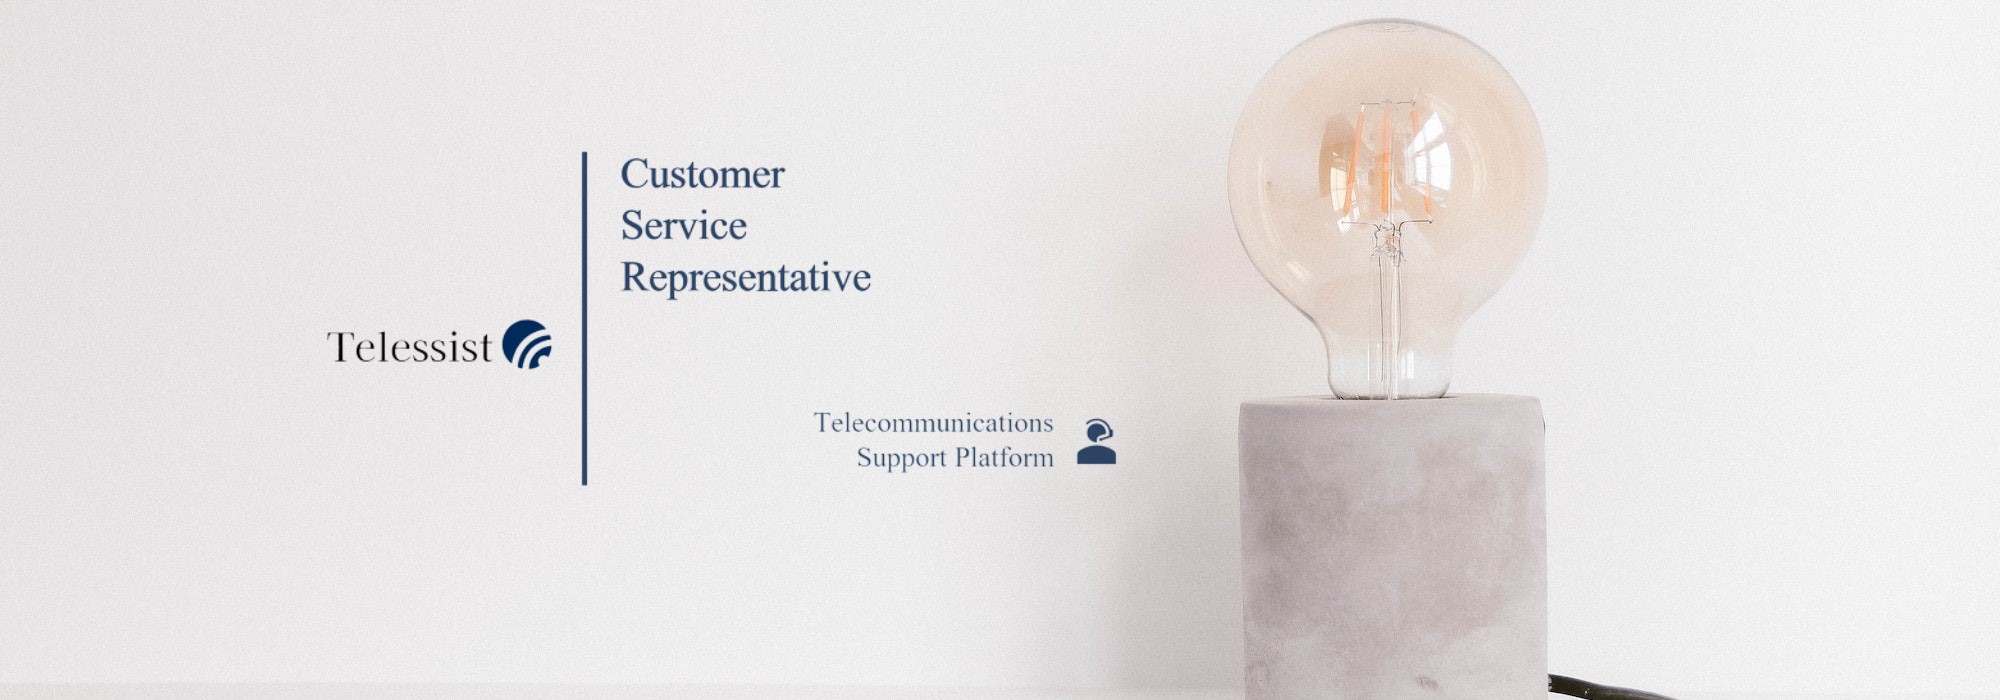 Telessist
Customer
Service
Representative
Telecommunications
Support Platform